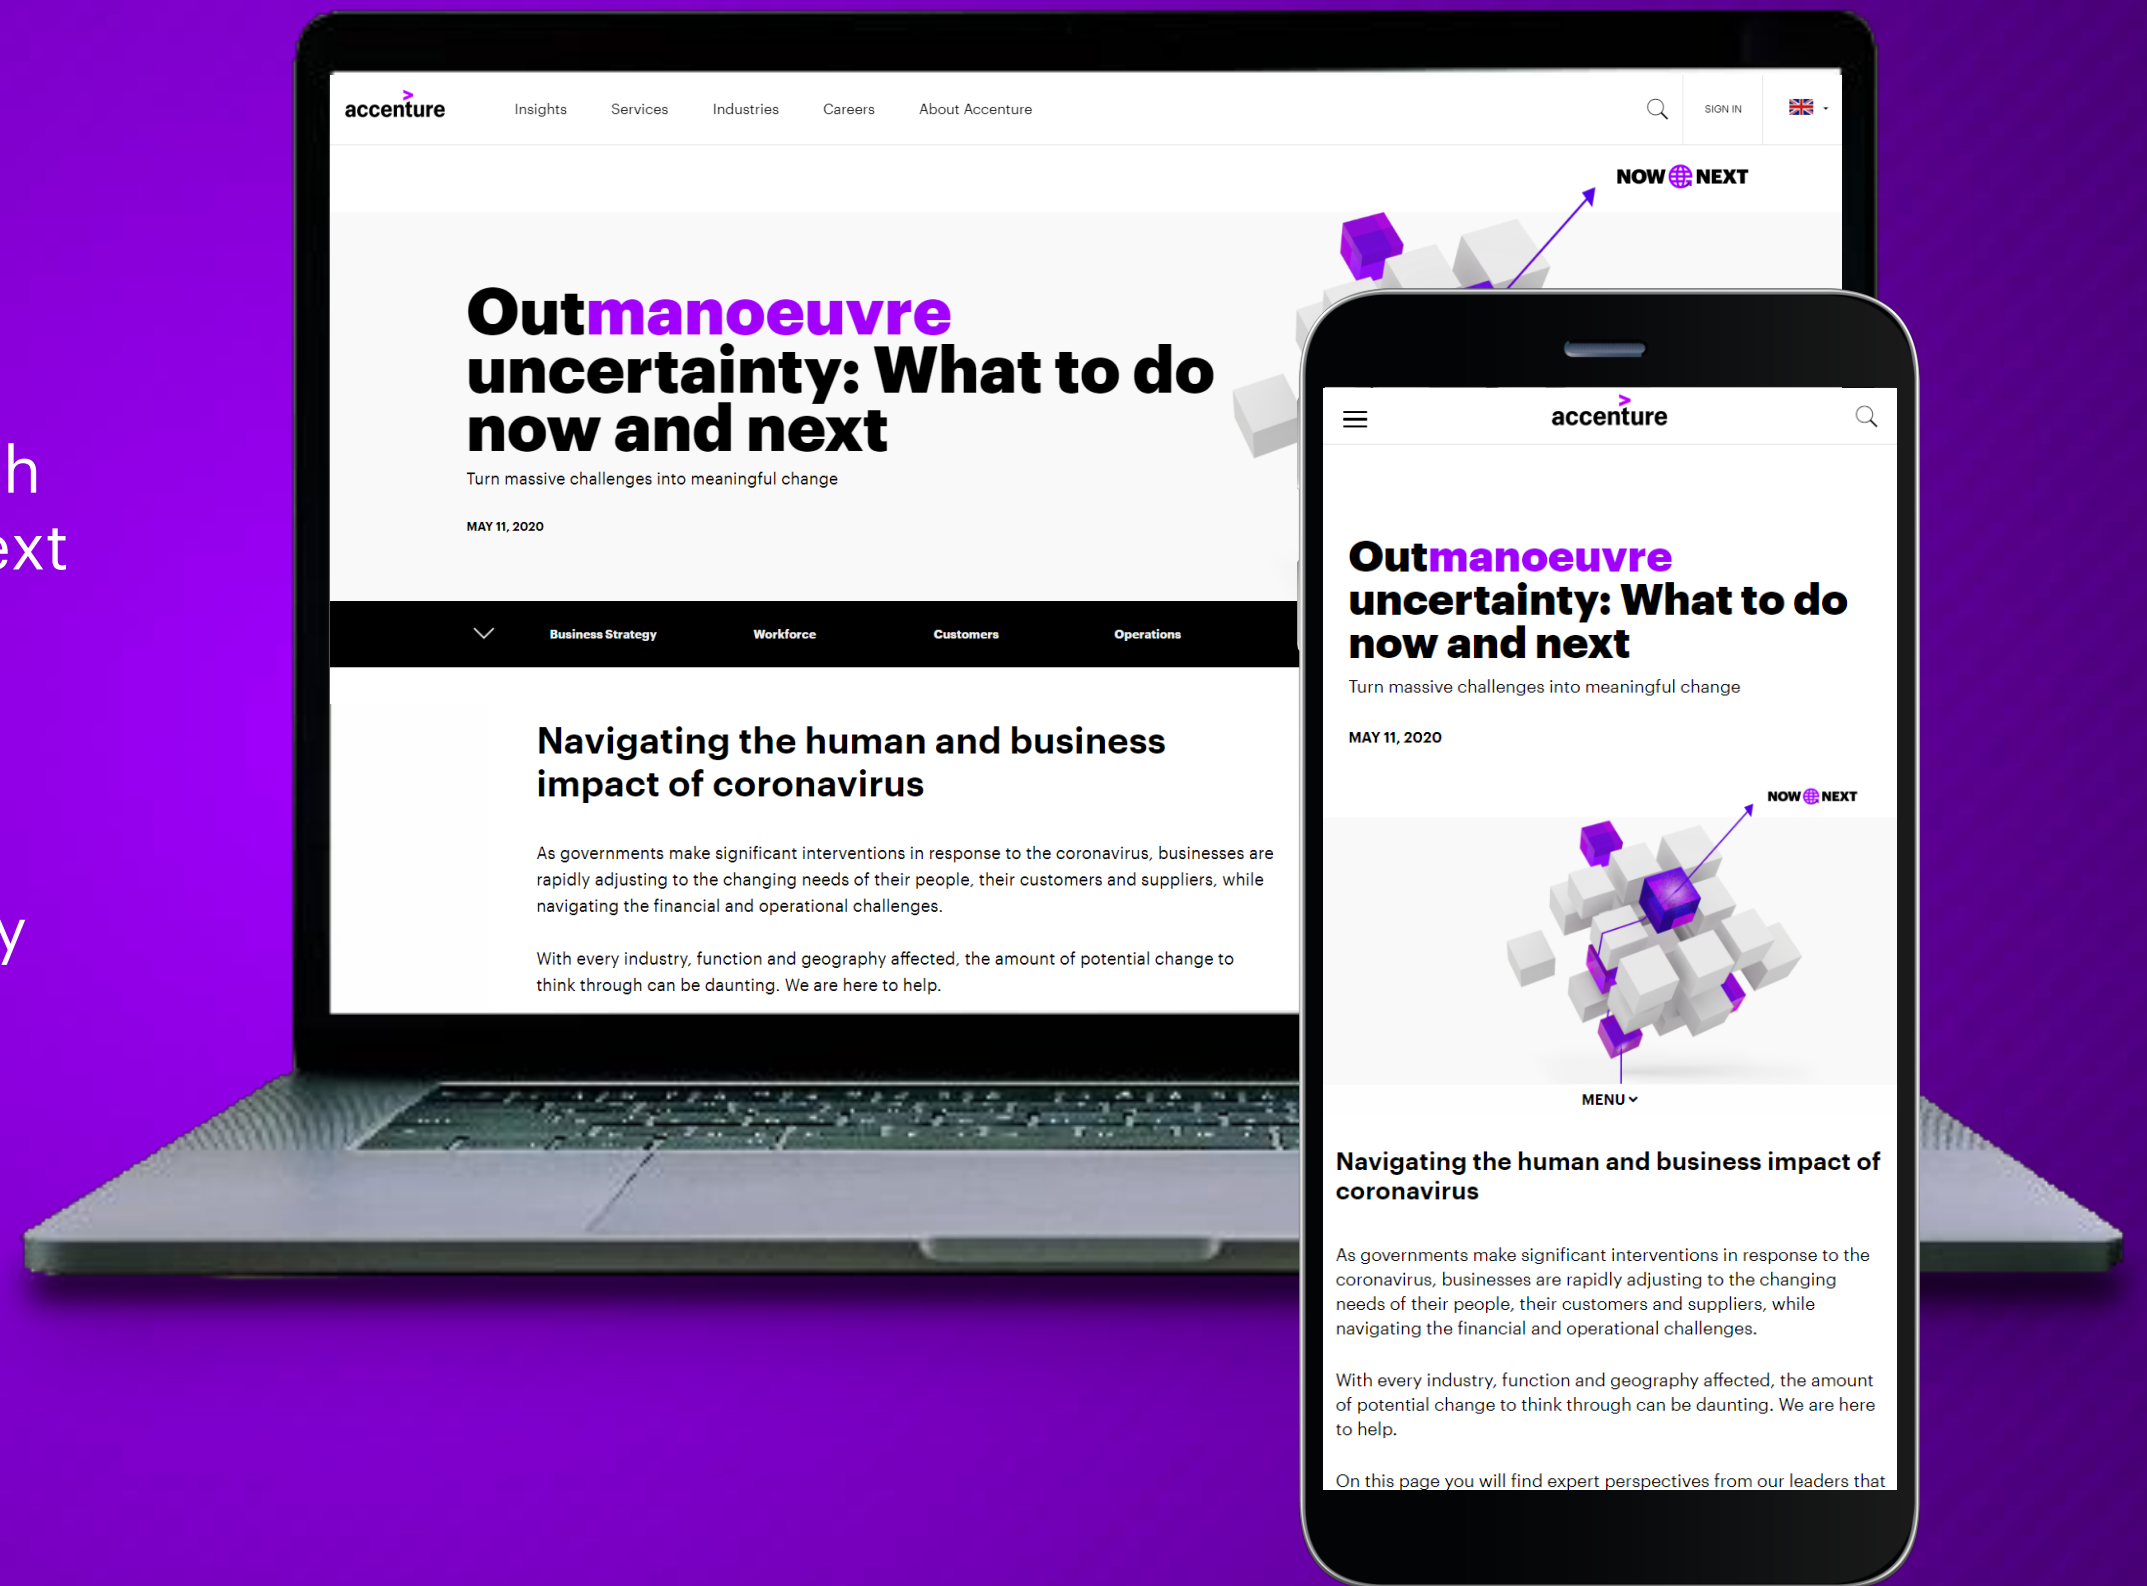 accenture
Insights Services Industries Careers About Accenture
SIGN IN
NOW NEXT
Outmanoeuvre
uncertainty: What to do
now and next
Turn massive challenges into meaningful change
MAY 11, 2020
Business Strategy Workforce Customers Operations
Navigating the human and business
impact of coronavirus
As governments make significant interventions in response to the coronavirus, businesses are
rapidly adjusting to the changing needs of their people, their customers and suppliers, while
navigating the financial and operational challenges.
With every industry, function and geography affected, the amount of potential change to
think through can be daunting. We are here to help.
accenture
Outmanoeuvre
uncertainty: What to do
now and next
Turn massive challenges into meaningful change
MAY 11, 2020
NOW NEXT
MENU
Navigating the human and business impact of
coronavirus
As governments make significant interventions in response to the
coronavirus, businesses are rapidly adjusting to the changing
needs of their people, their customers and suppliers, while
navigating the financial and operational challenges.
With every industry, function and geography affected, the amount
of potential change to think through can be daunting. We are here
to help.
On this page you will find expert perspectives from our leaders that